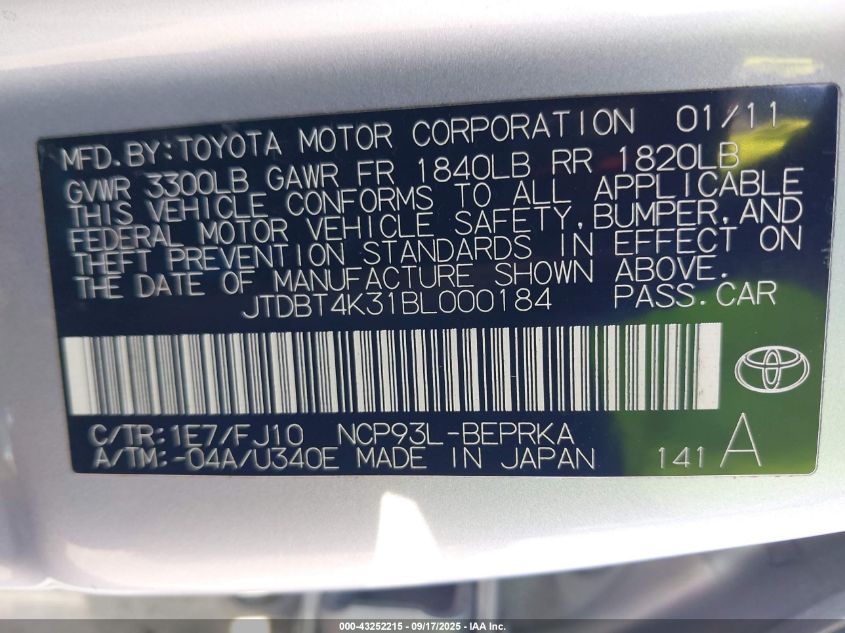 MFD.BY:TOYOTA MOTOR CORPORATION 01/11
GVWR 3300LB GAWR FR 1840LB RR 1820LB
THIS VEHICLE CONFORMS TO ALL APPLICABLE
FEDERAL MOTOR VEHICLE SAFETY,BUMPER,AND
THEFT PREVENTION STANDARDS IN EFFECT ON
THE DATE OF MANUFACTURE SHOWN ABOVE.
JTDBT4K31BL000184 PASS.CAR
C/TR:1E7/FJ10 NCP93L-BEPRKA
A/TM:-04A/U340E MADE IN JAPAN 141 A
000-43252215 - 09/17/2025 - IAA Inc.